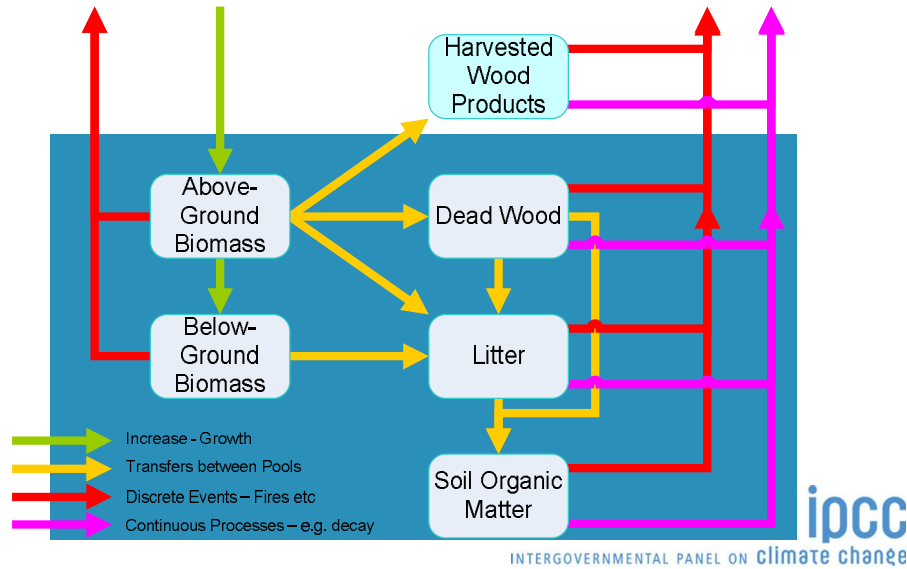 Harvested
Wood
Products
Above-
Ground
Biomass
Dead Wood
Below-
Ground
Biomass
Litter
Soil Organic
Matter
Increase - Growth
Transfers between Pools
Discrete Events – Fires etc
Continuous Processes – e.g. decay
ipcc
INTERGOVERNMENTAL PANEL ON climate change